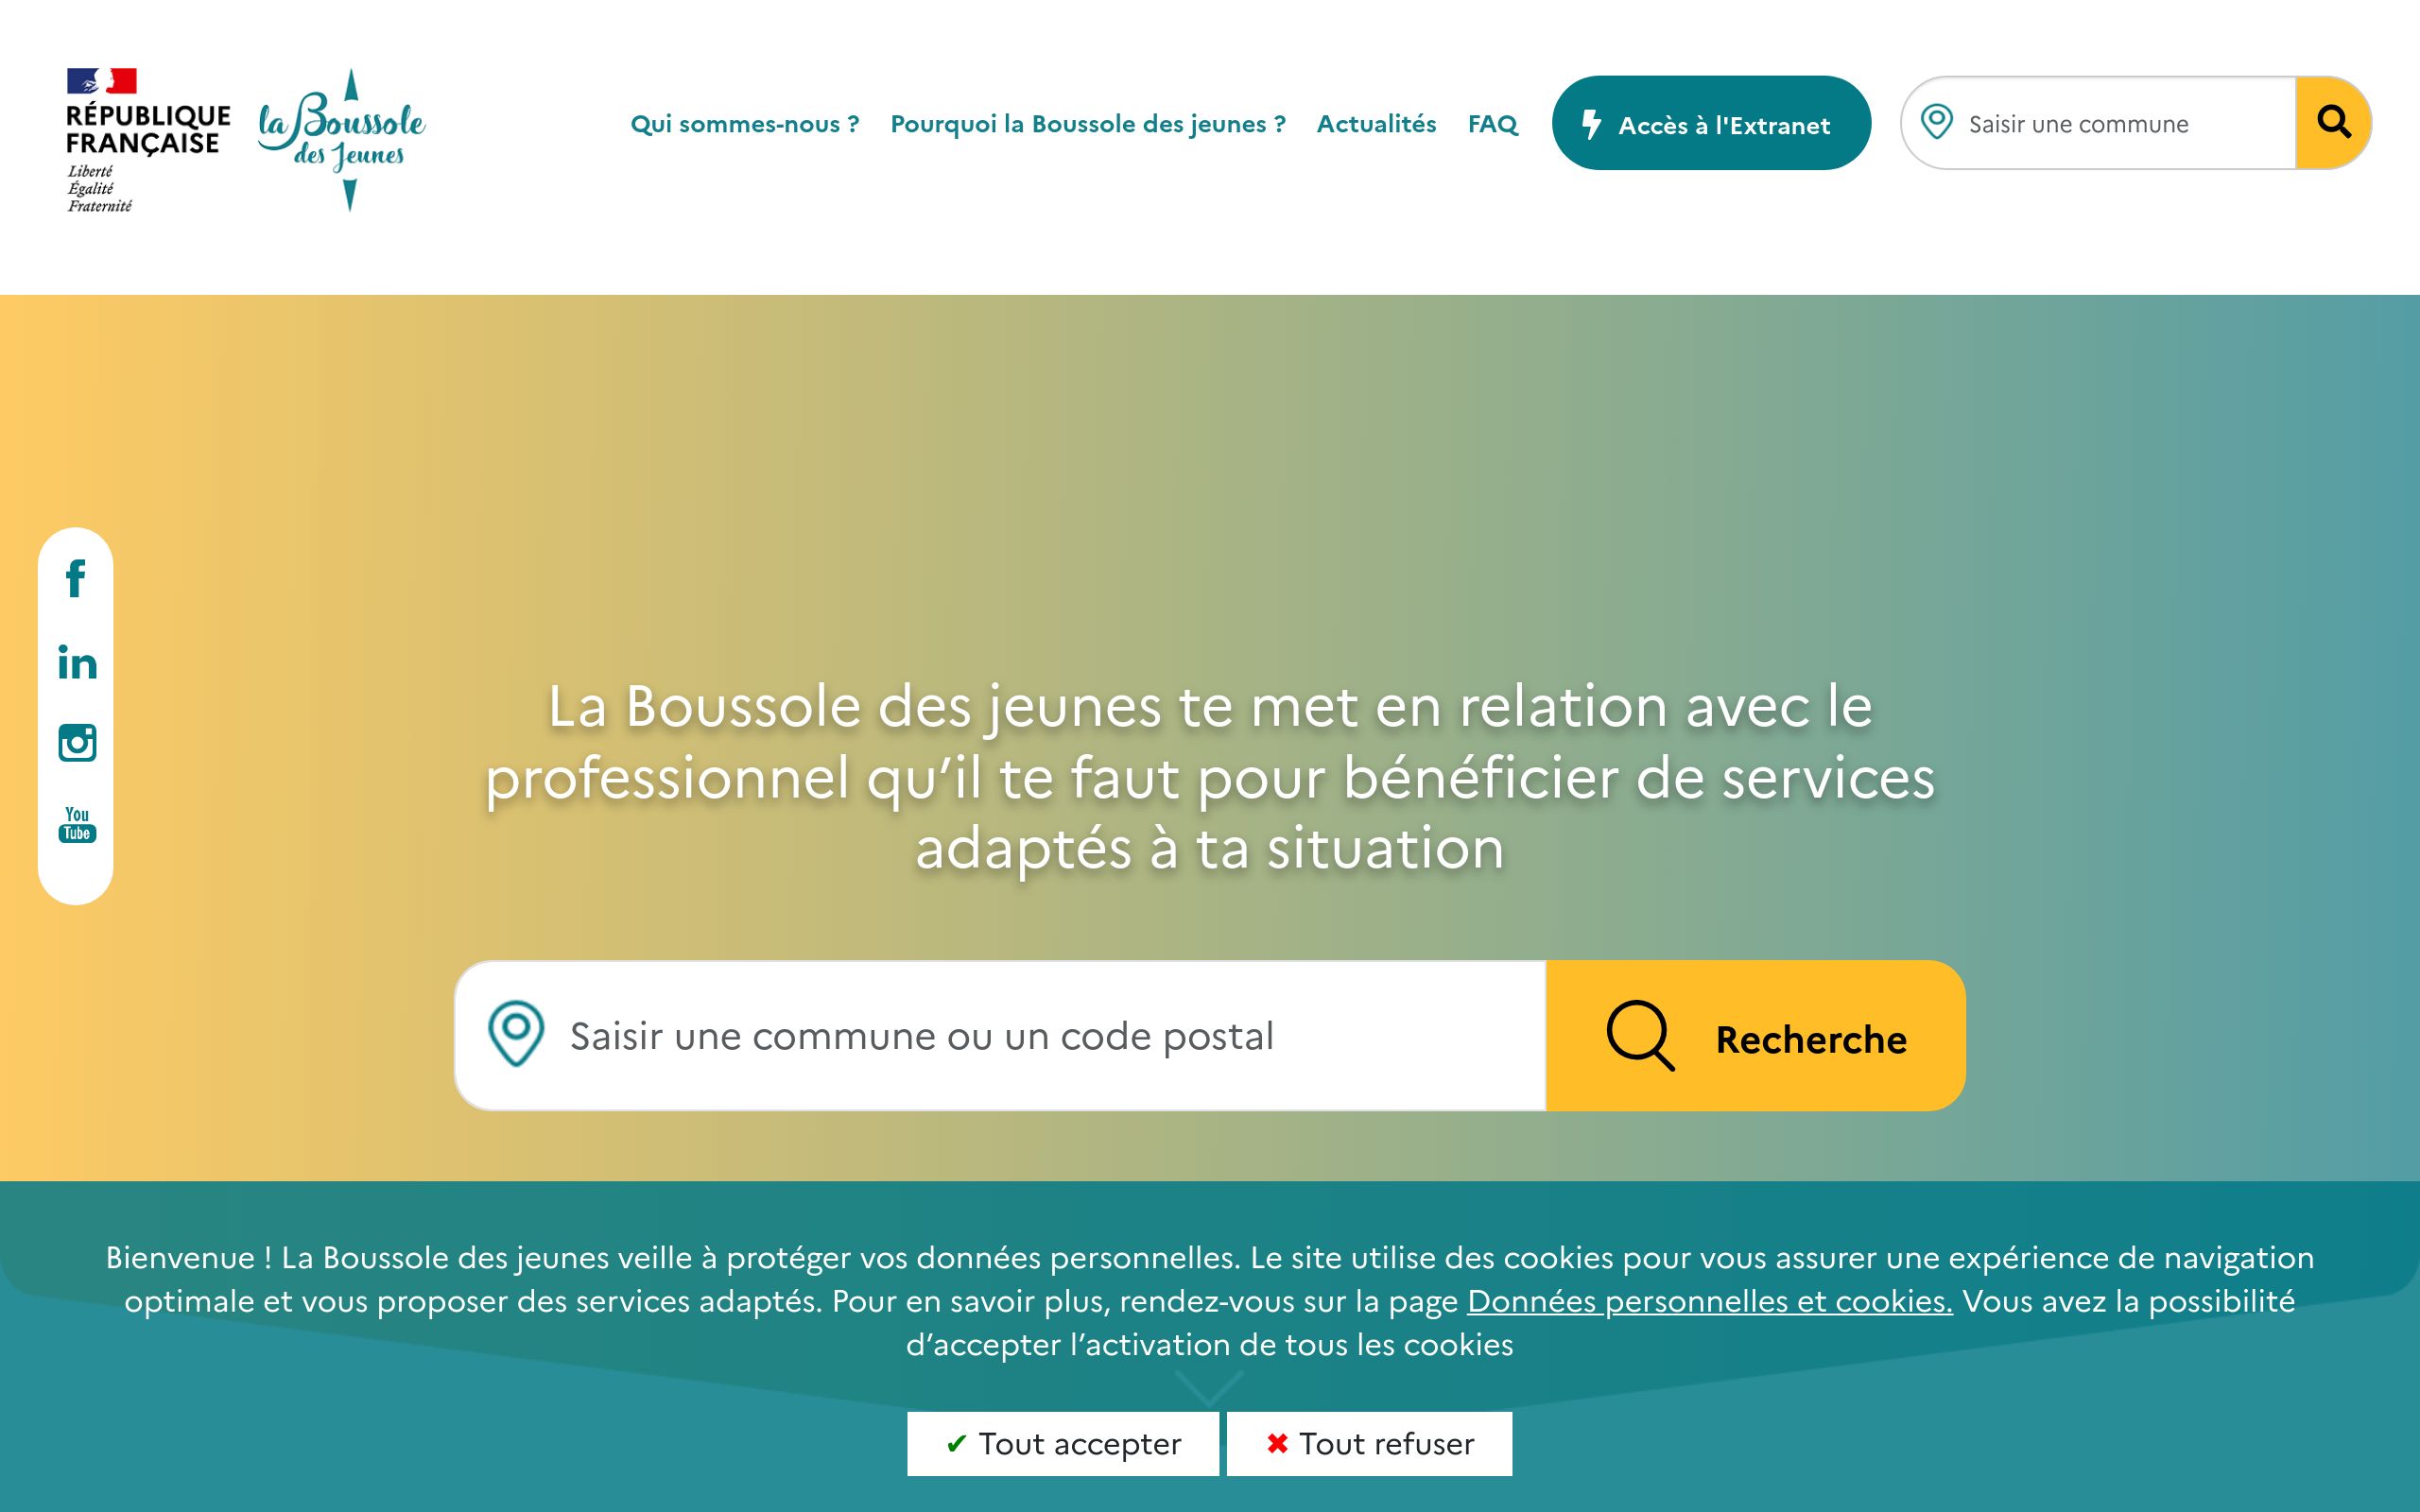 RÉPUBLIQUE
FRANÇAISE
Liberté
Égalité
Fraternité
la Boussole
des Jeunes
Qui sommes-nous ?
Pourquoi la Boussole des jeunes ?
Actualités
FAQ
Accès à l'Extranet
Saisir une commune
You
Tube
La Boussole des jeunes te met en relation avec le
professionnel qu’il te faut pour bénéficier de services
adaptés à ta situation
Saisir une commune ou un code postal
Recherche
Bienvenue ! La Boussole des jeunes veille à protéger vos données personnelles. Le site utilise des cookies pour vous assurer une expérience de navigation
optimale et vous proposer des services adaptés. Pour en savoir plus, rendez-vous sur la page Données personnelles et cookies. Vous avez la possibilité
d’accepter l’activation de tous les cookies
✔ Tout accepter
✖ Tout refuser